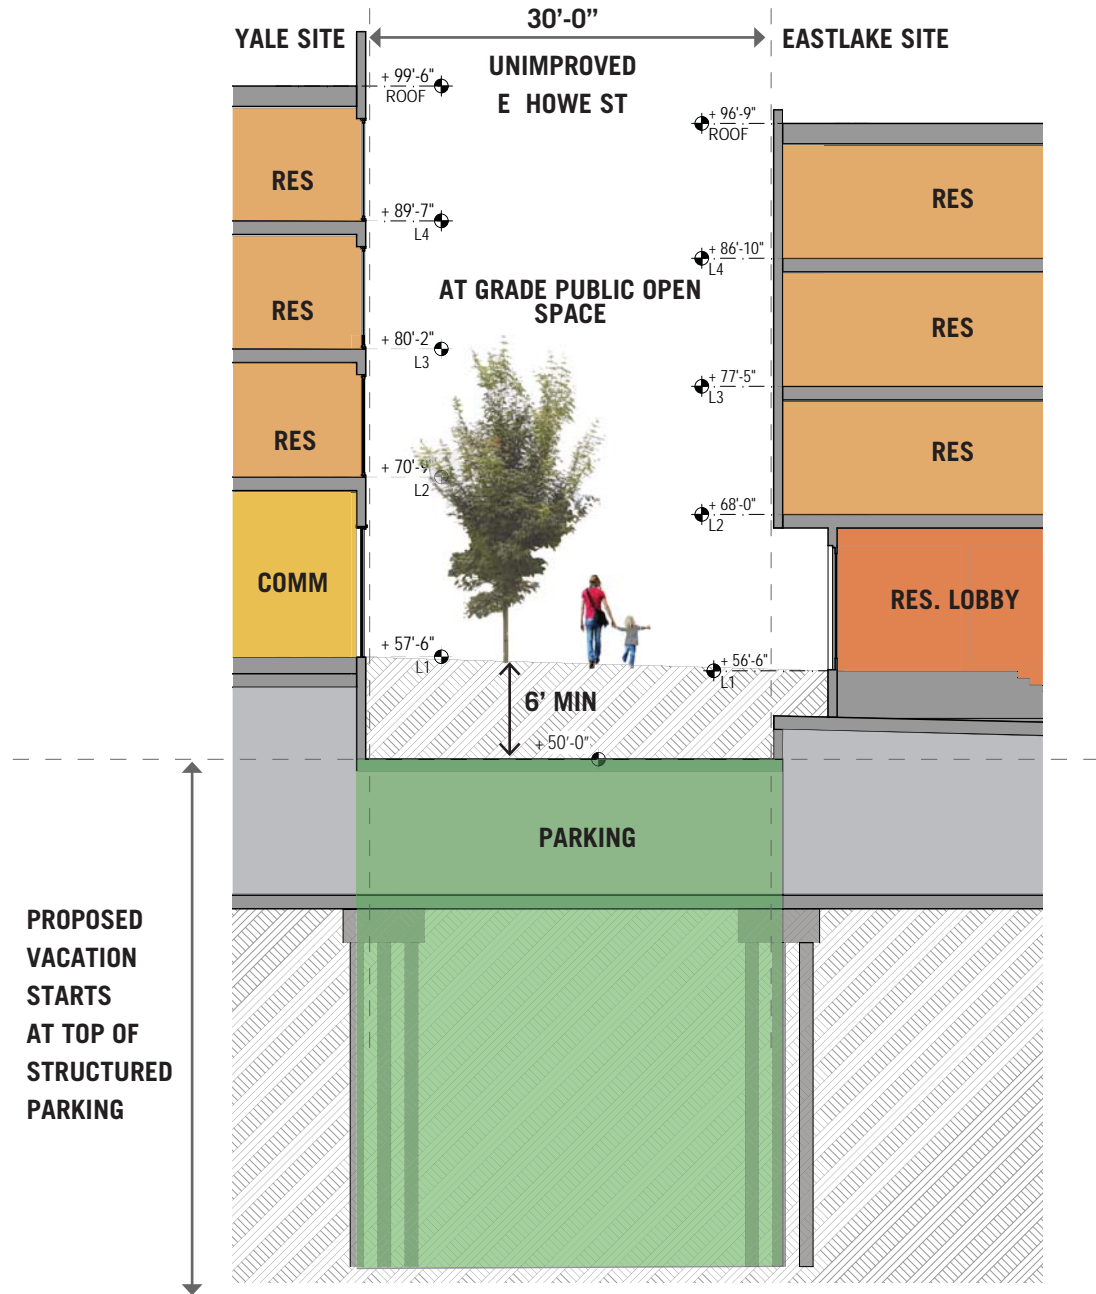 30'-0"
YALE SITE
EASTLAKE SITE
UNIMPROVED
E HOWE ST
+ 99'-6"
ROOF
+ 96'-9"
ROOF
RES
RES
+ 89'-7"
L4
+ 86'-10"
L4
AT GRADE PUBLIC OPEN
SPACE
RES
RES
+ 80'-2"
L3
+ 77'-5"
L3
RES
RES
+ 70'-9
L2
+ 68'-0"
L2
COMM
RES. LOBBY
+ 57'-6"
L1
+ 56'-6"
L1
6' MIN
+ 50'-0"
PARKING
PROPOSED
VACATION
STARTS
AT TOP OF
STRUCTURED
PARKING